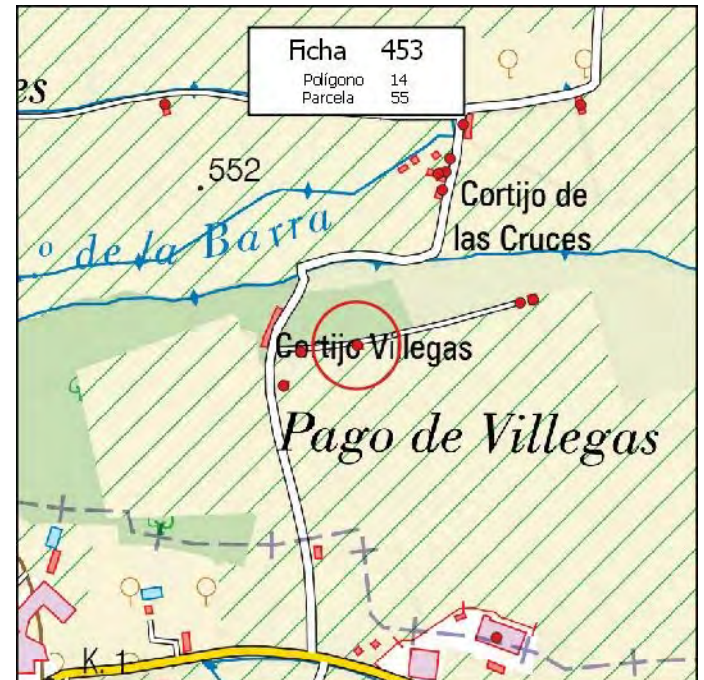 Ficha 453
Polígono 14
Parcela 55
es
.552
Cortijo de
las Cruces
.º de la Barra
Cortijo Villegas
Pago de Villegas
K. 1